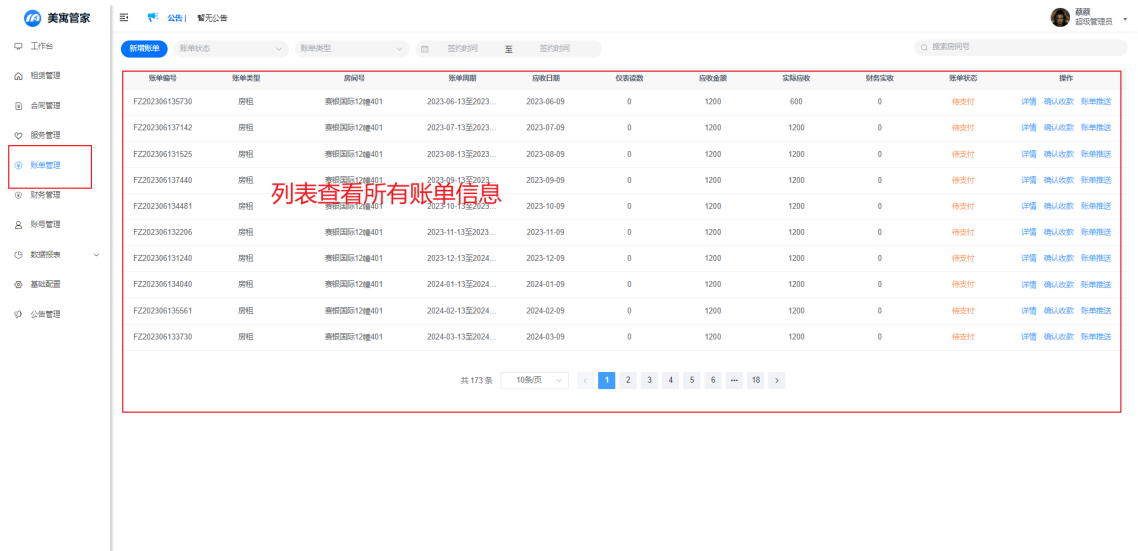 美寓管家
公告 | 暂无公告
蔡蔡
超级管理员
工作台
租赁管理
合同管理
服务管理
账单管理
财务管理
账号管理
数据报表
基础配置
公告管理
新增账单 账单状态 账单类型 签约时间 至 签约时间 搜索房间号
账单编号 账单类型 房间号 账单周期 应收日期 仪表读数 应收金额 实际应收 财务实收 账单状态 操作
FZ202306135730 房租 赛银国际12幢401 2023-06-13至2023... 2023-06-09 0 1200 600 0 待支付 详情 确认收款 账单推送
FZ202306137142 房租 赛银国际12幢401 2023-07-13至2023... 2023-07-09 0 1200 1200 0 待支付 详情 确认收款 账单推送
FZ202306131525 房租 赛银国际12幢401 2023-08-13至2023... 2023-08-09 0 1200 1200 0 待支付 详情 确认收款 账单推送
FZ202306137440 房租 赛银国际12幢401 2023-09-13至2023... 2023-09-09 0 1200 1200 0 待支付 详情 确认收款 账单推送
列表查看所有账单信息
FZ202306134481 房租 赛银国际12幢401 2023-10-13至2023... 2023-10-09 0 1200 1200 0 待支付 详情 确认收款 账单推送
FZ202306132206 房租 赛银国际12幢401 2023-11-13至2023... 2023-11-09 0 1200 1200 0 待支付 详情 确认收款 账单推送
FZ202306131240 房租 赛银国际12幢401 2023-12-13至2024... 2023-12-09 0 1200 1200 0 待支付 详情 确认收款 账单推送
FZ202306134040 房租 赛银国际12幢401 2024-01-13至2024... 2024-01-09 0 1200 1200 0 待支付 详情 确认收款 账单推送
FZ202306135561 房租 赛银国际12幢401 2024-02-13至2024... 2024-02-09 0 1200 1200 0 待支付 详情 确认收款 账单推送
FZ202306133730 房租 赛银国际12幢401 2024-03-13至2024... 2024-03-09 0 1200 1200 0 待支付 详情 确认收款 账单推送
共 173 条 10条/页 1 2 3 4 5 6 ... 18